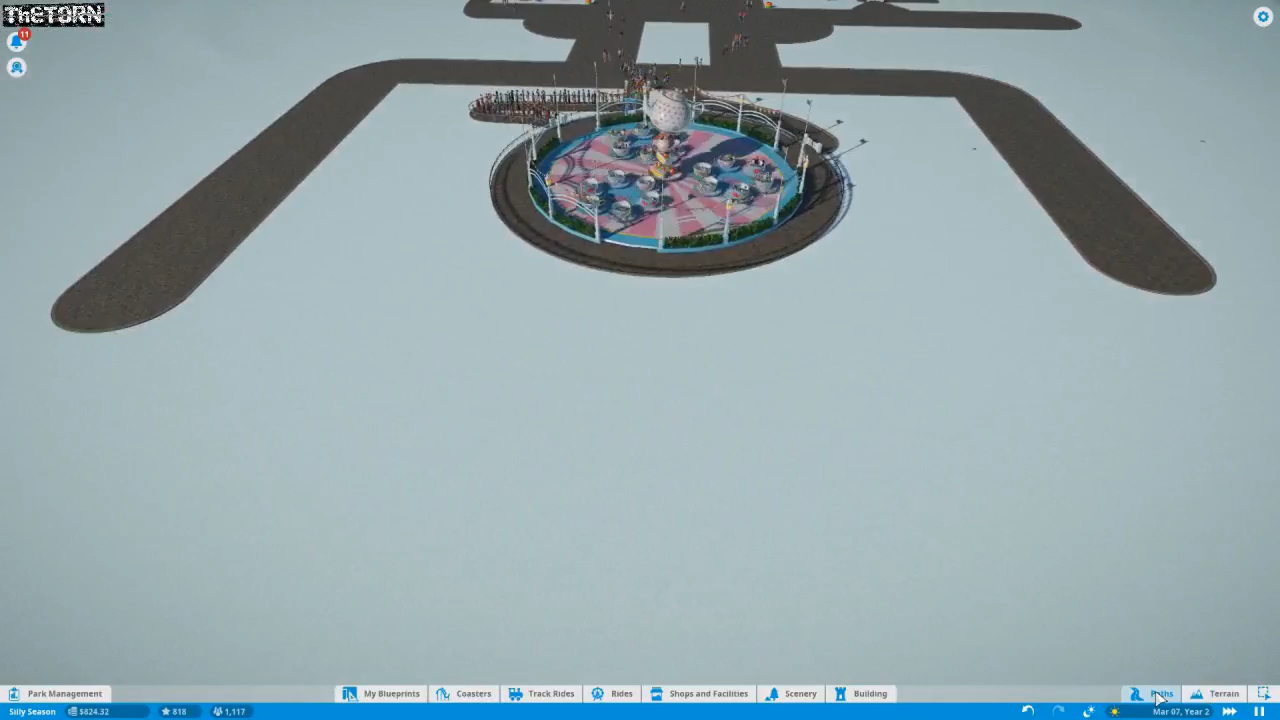 THETORN
11
Park Management
My Blueprints
Coasters
Track Rides
Rides
Shops and Facilities
Scenery
Building
Paths
Terrain
Silly Season
$824.32
818
1,117
Mar 07, Year 2